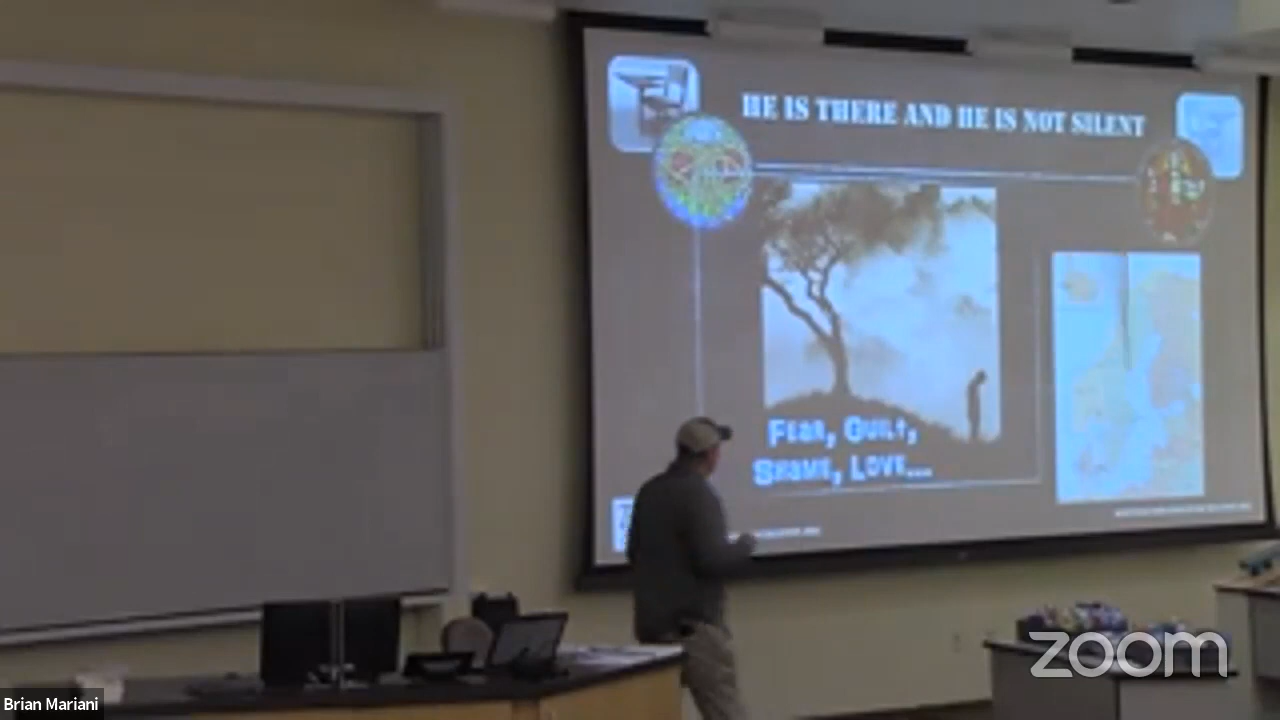 HE IS THERE AND HE IS NOT SILENT
FEAR, GUILT,
SHAME, LOVE...
zoom
Brian Mariani